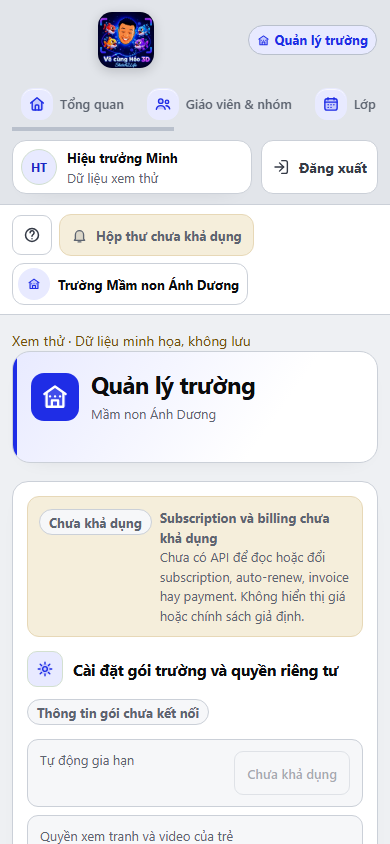 Vẽ cùng Héo 3D
Quản lý trường
Tổng quan
Giáo viên & nhóm
Lớp
HT
Hiệu trưởng Minh
Dữ liệu xem thử
Đăng xuất
Hộp thư chưa khả dụng
Trường Mầm non Ánh Dương
Xem thử · Dữ liệu minh họa, không lưu
Quản lý trường
Mầm non Ánh Dương
Chưa khả dụng
Subscription và billing chưa
khả dụng
Chưa có API để đọc hoặc đổi
subscription, auto-renew, invoice
hay payment. Không hiển thị giá
hoặc chính sách giả định.
Cài đặt gói trường và quyền riêng tư
Thông tin gói chưa kết nối
Tự động gia hạn
Chưa khả dụng
Quyền xem tranh và video của trẻ